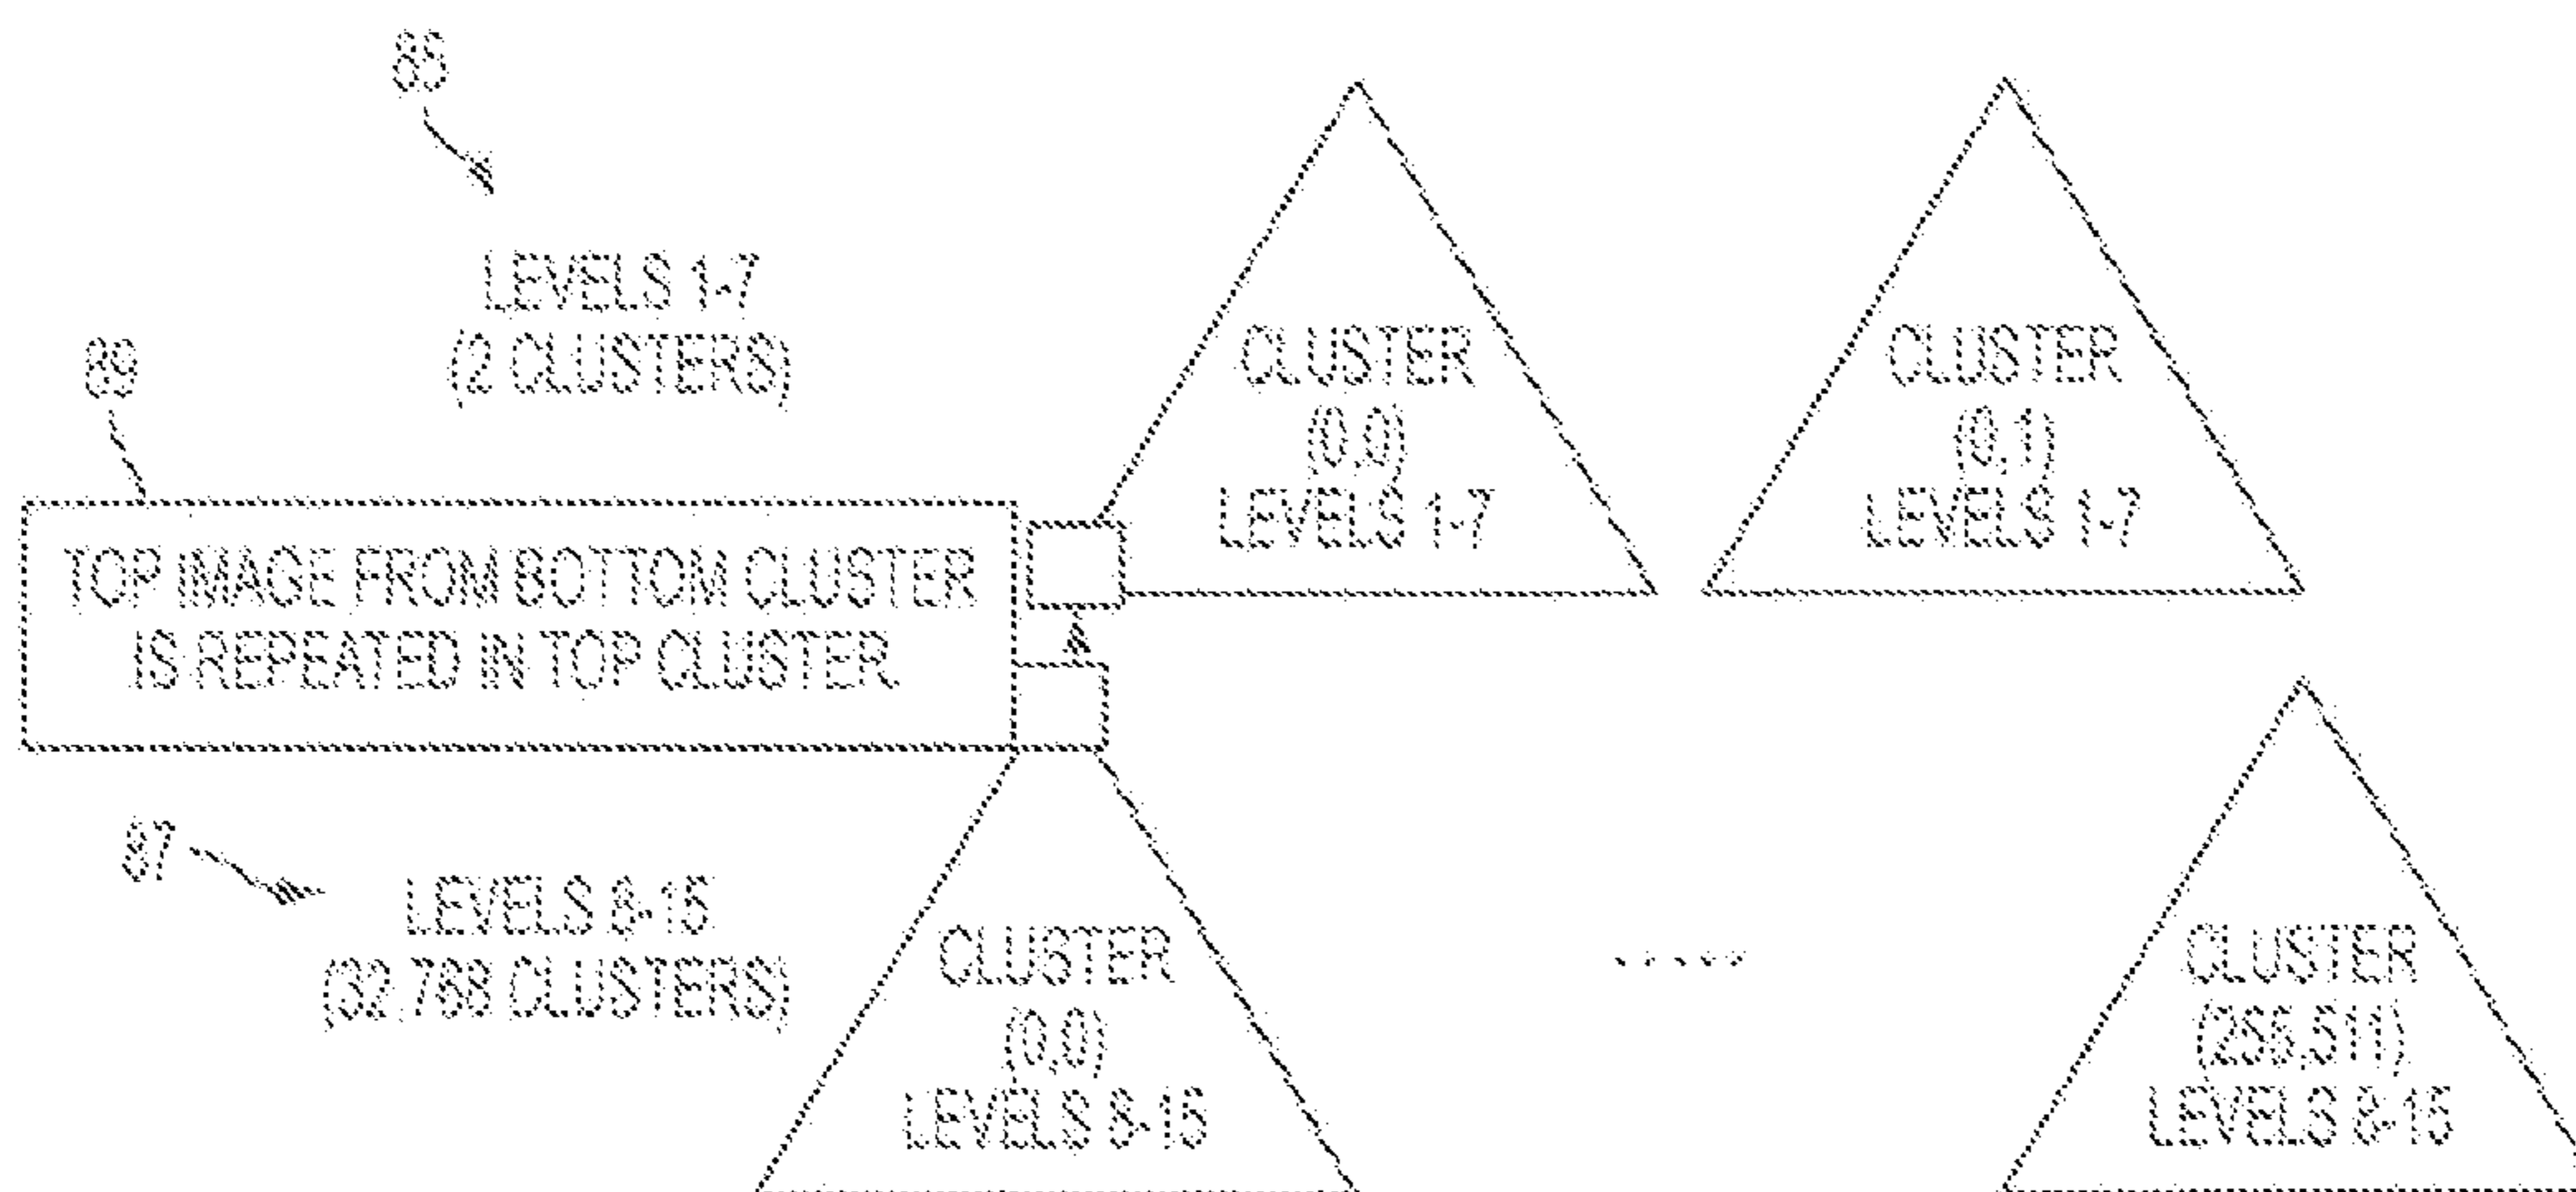 85
LEVELS 1-7
(2 CLUSTERS)
CLUSTER
(0,0)
LEVELS 1-7
CLUSTER
(0,1)
LEVELS 1-7
89
TOP IMAGE FROM BOTTOM CLUSTER
IS REPEATED IN TOP CLUSTER
87
LEVELS 8-15
(32,768 CLUSTERS)
CLUSTER
(0,0)
LEVELS 8-15
.....
CLUSTER
(256,511)
LEVELS 8-15